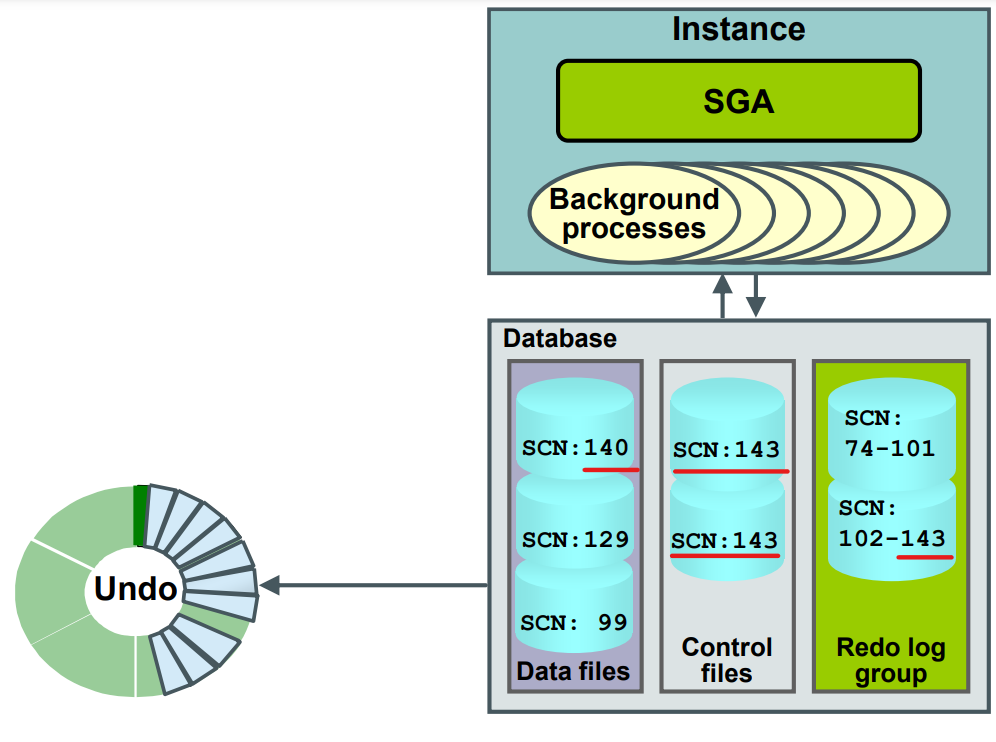 Instance
SGA
Background
processes
Database
SCN:140
SCN:129
SCN: 99
Data files
SCN:143
SCN:143
Control
files
SCN:
74-101
SCN:
102-143
Redo log
group
Undo